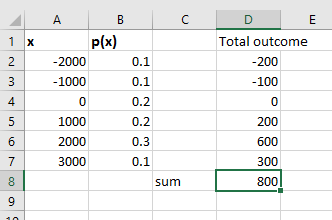 A B C D E
1 x p(x) Total outcome
2 -2000 0.1 -200
3 -1000 0.1 -100
4 0 0.2 0
5 1000 0.2 200
6 2000 0.3 600
7 3000 0.1 300
8 sum 800
9